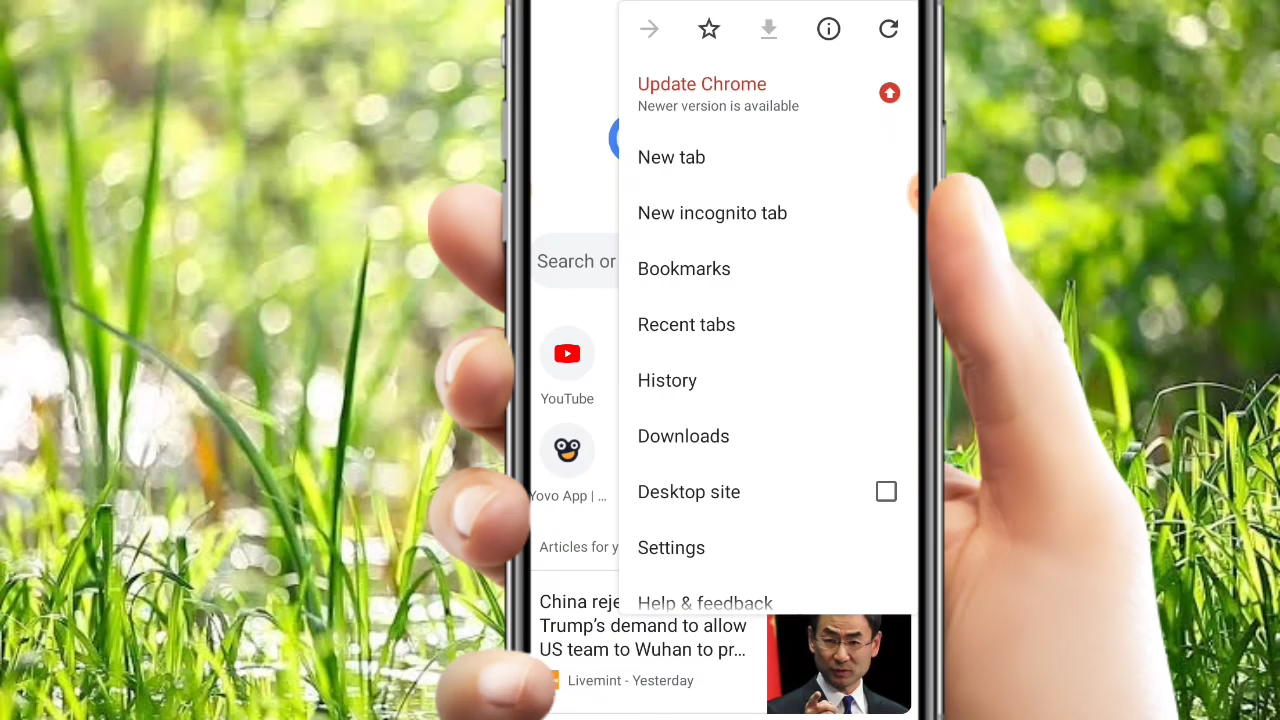 Update Chrome
Newer version is available
New tab
New incognito tab
Bookmarks
Recent tabs
History
Downloads
Desktop site
Settings
Help & feedback
Search or
YouTube
Yovo App | ...
Articles for y
China reje
Trump’s demand to allow
US team to Wuhan to pr...
Livemint - Yesterday